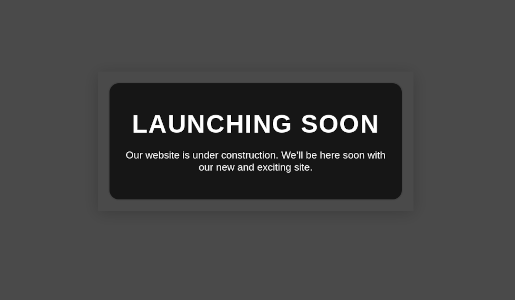 LAUNCHING SOON
Our website is under construction. We'll be here soon with
our new and exciting site.